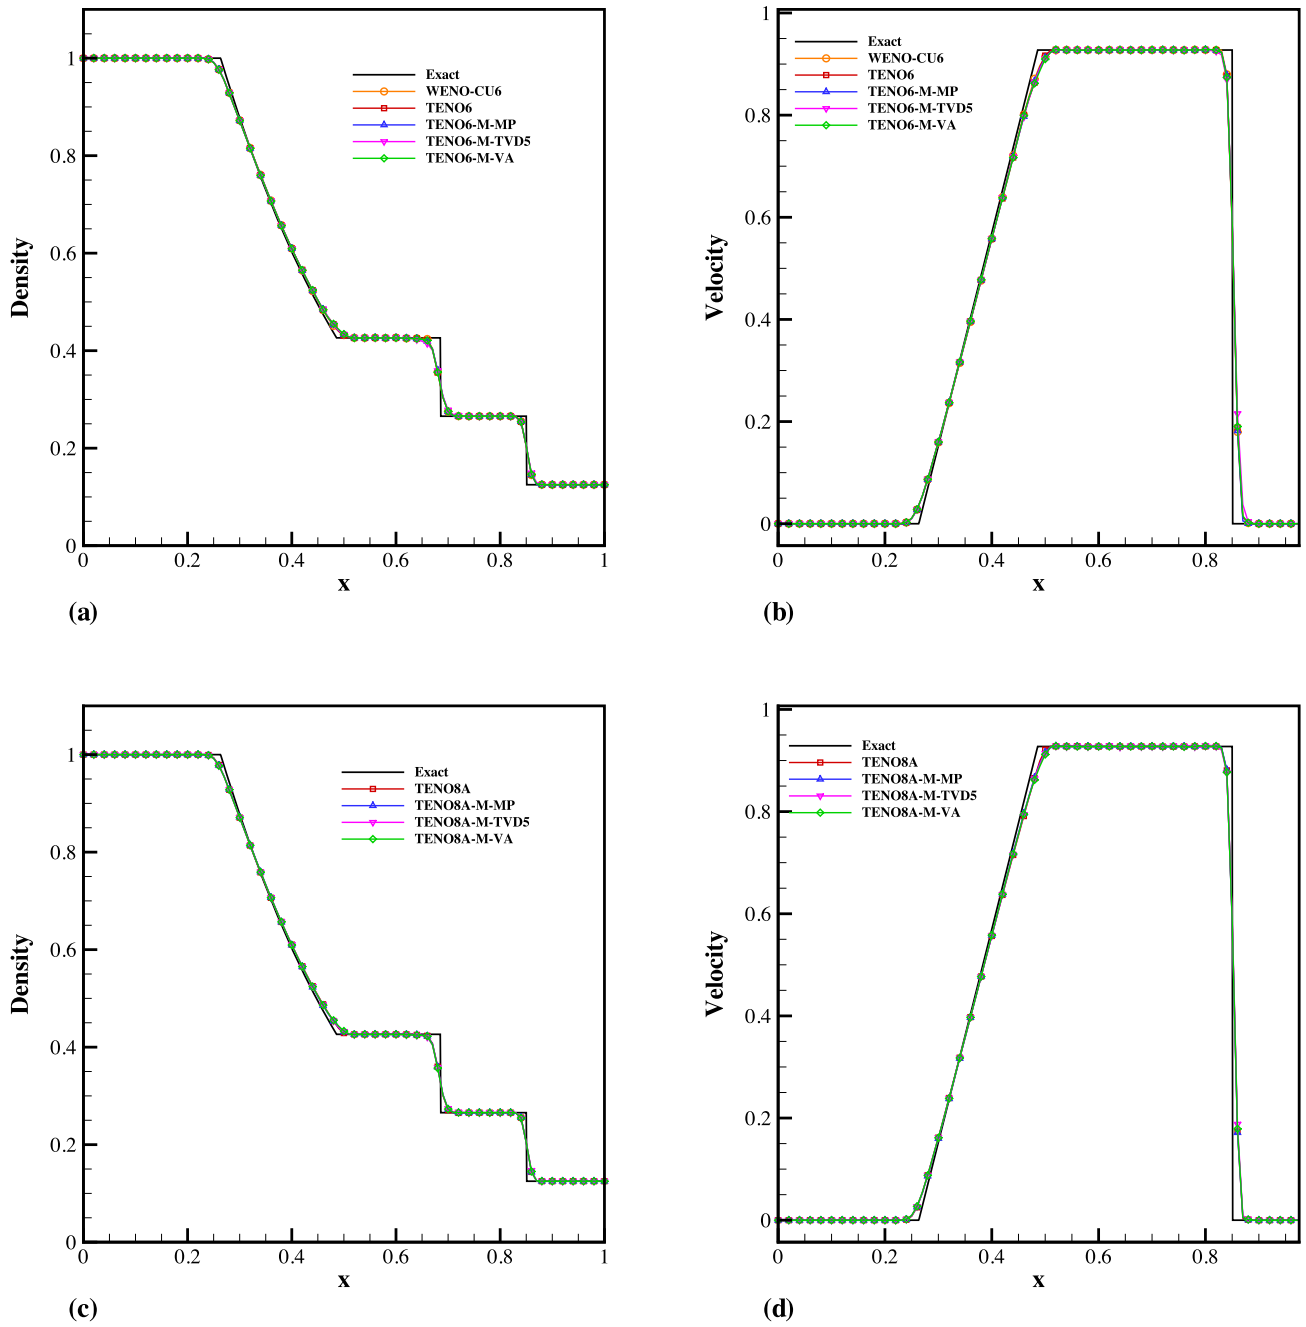 1
0.8
0.6
0.4
0.2
0
Density
Exact
WENO-CU6
TENO6
TENO6-M-MP
TENO6-M-TVD5
TENO6-M-VA
0 0.2 0.4 0.6 0.8 1
x
(a)
1
0.8
0.6
0.4
0.2
0
Velocity
Exact
WENO-CU6
TENO6
TENO6-M-MP
TENO6-M-TVD5
TENO6-M-VA
0 0.2 0.4 0.6 0.8
x
(b)
1
0.8
0.6
0.4
0.2
0
Density
Exact
TENO8A
TENO8A-M-MP
TENO8A-M-TVD5
TENO8A-M-VA
0 0.2 0.4 0.6 0.8 1
x
(c)
1
0.8
0.6
0.4
0.2
0
Velocity
Exact
TENO8A
TENO8A-M-MP
TENO8A-M-TVD5
TENO8A-M-VA
0 0.2 0.4 0.6 0.8
x
(d)